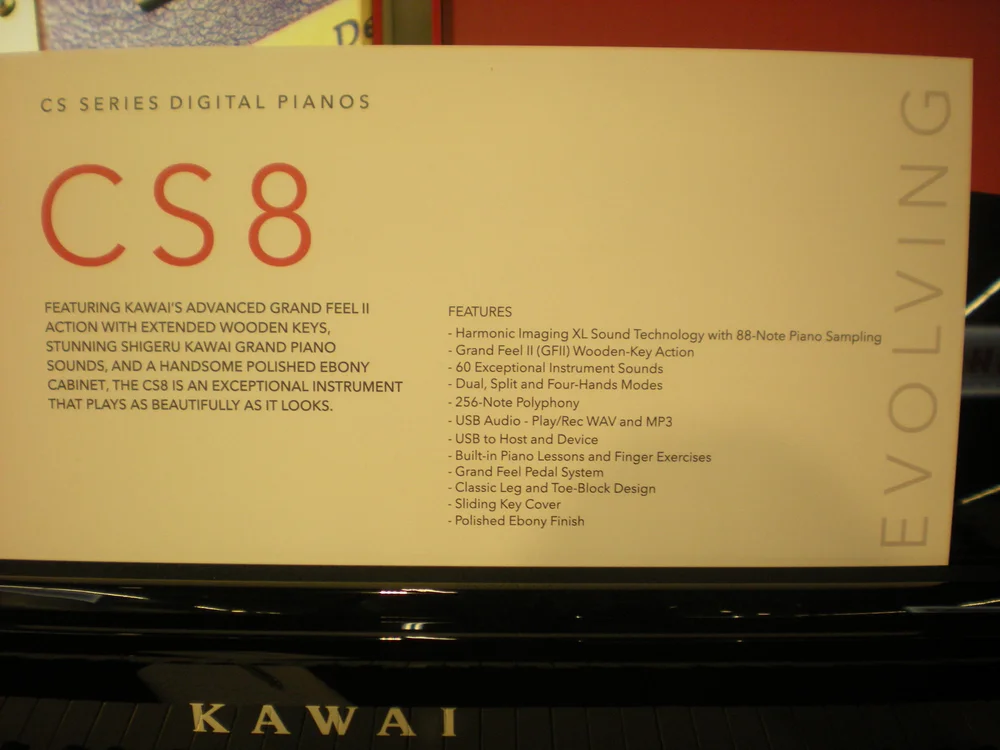 CS SERIES DIGITAL PIANOS
CS8
FEATURING KAWAI'S ADVANCED GRAND FEEL II
ACTION WITH EXTENDED WOODEN KEYS,
STUNNING SHIGERU KAWAI GRAND PIANO
SOUNDS, AND A HANDSOME POLISHED EBONY
CABINET, THE CS8 IS AN EXCEPTIONAL INSTRUMENT
THAT PLAYS AS BEAUTIFULLY AS IT LOOKS.
FEATURES
- Harmonic Imaging XL Sound Technology with 88-Note Piano Sampling
- Grand Feel II (GFII) Wooden-Key Action
- 60 Exceptional Instrument Sounds
- Dual, Split and Four-Hands Modes
- 256-Note Polyphony
- USB Audio - Play/Rec WAV and MP3
- USB to Host and Device
- Built-in Piano Lessons and Finger Exercises
- Grand Feel Pedal System
- Classic Leg and Toe-Block Design
- Sliding Key Cover
- Polished Ebony Finish
EVOLVING
KAWAI